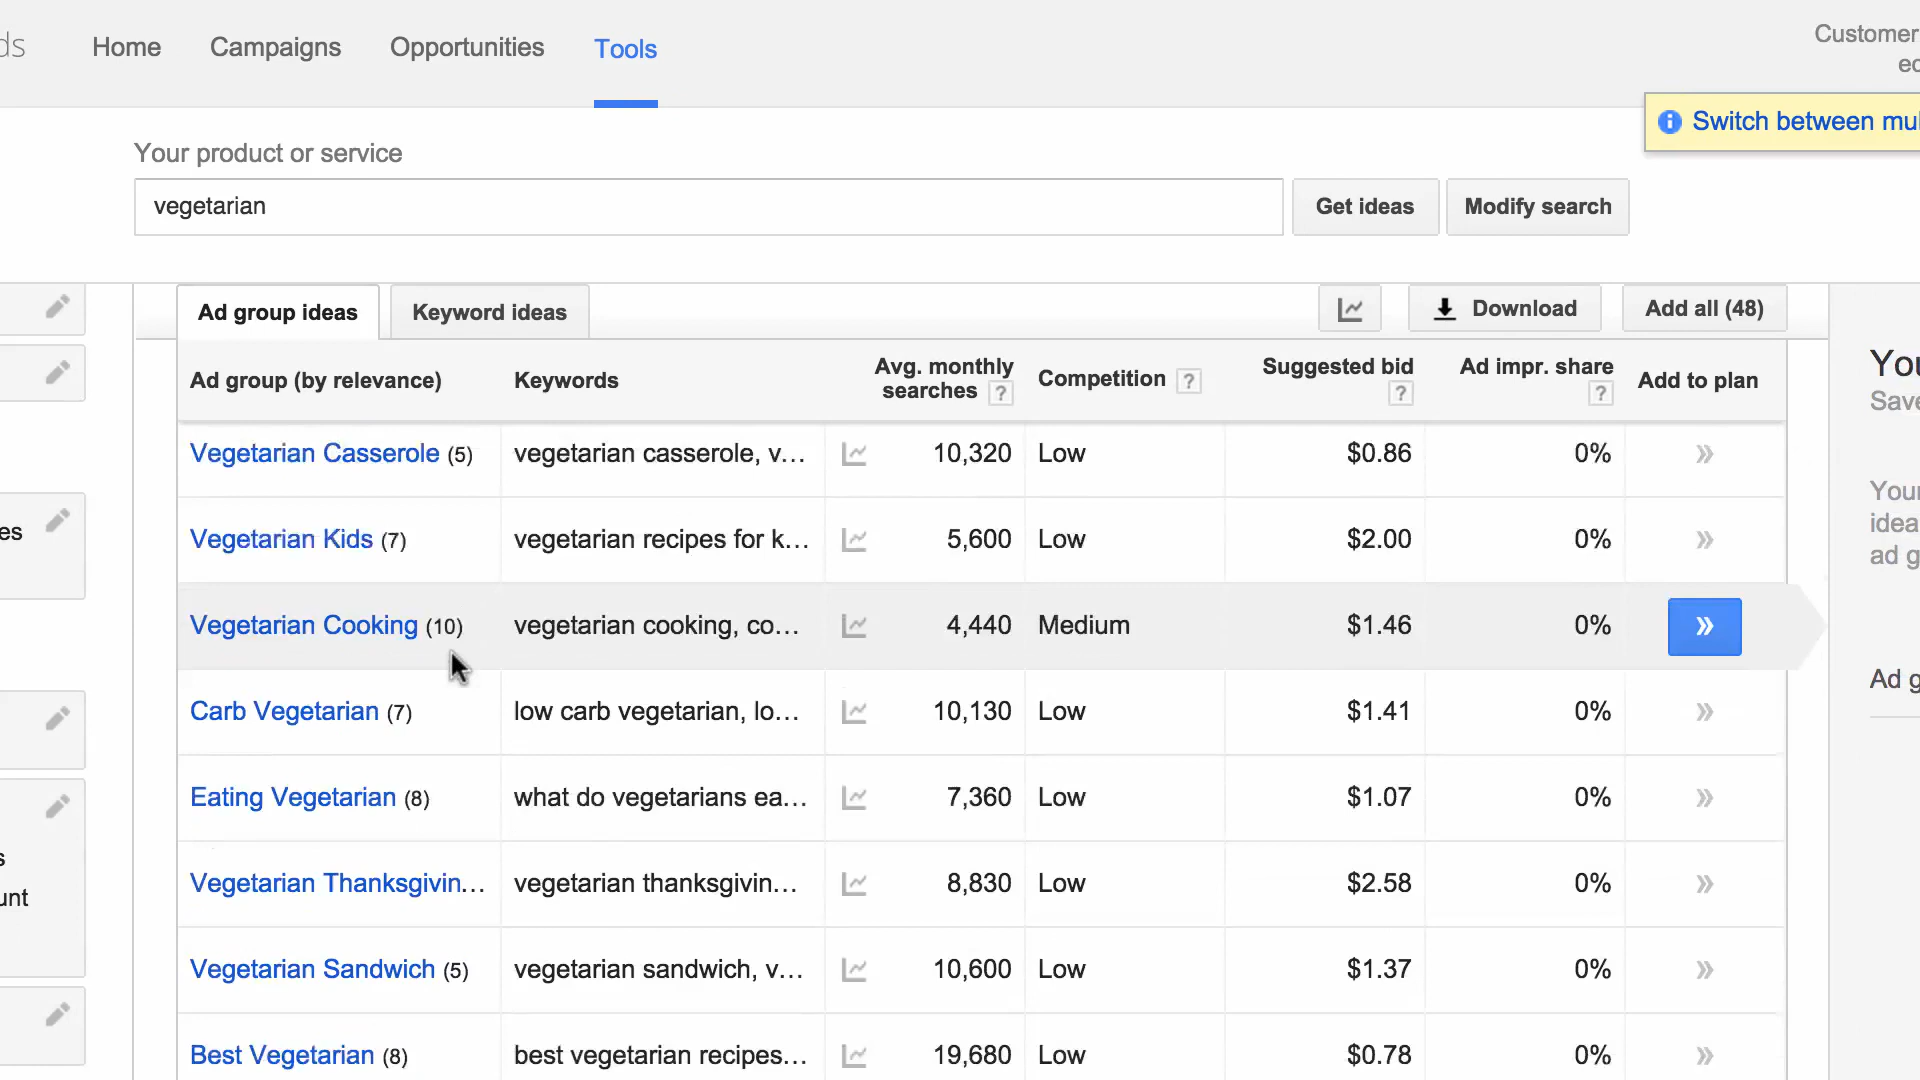 ds Home Campaigns Opportunities Tools Customer
Switch between mul
Your product or service
vegetarian Get ideas Modify search
Ad group ideas Keyword ideas Download Add all (48)
Ad group (by relevance) Keywords Avg. monthly searches ? Competition ? Suggested bid ? Ad impr. share ? Add to plan
Vegetarian Casserole (5) vegetarian casserole, v... 10,320 Low $0.86 0% »
Vegetarian Kids (7) vegetarian recipes for k... 5,600 Low $2.00 0% »
Vegetarian Cooking (10) vegetarian cooking, co... 4,440 Medium $1.46 0% »
Carb Vegetarian (7) low carb vegetarian, lo... 10,130 Low $1.41 0% »
Eating Vegetarian (8) what do vegetarians ea... 7,360 Low $1.07 0% »
Vegetarian Thanksgivin... vegetarian thanksgivin... 8,830 Low $2.58 0% »
Vegetarian Sandwich (5) vegetarian sandwich, v... 10,600 Low $1.37 0% »
Best Vegetarian (8) best vegetarian recipes... 19,680 Low $0.78 0% »
es
s
unt
You
Save
Your
idea
ad g
Ad g